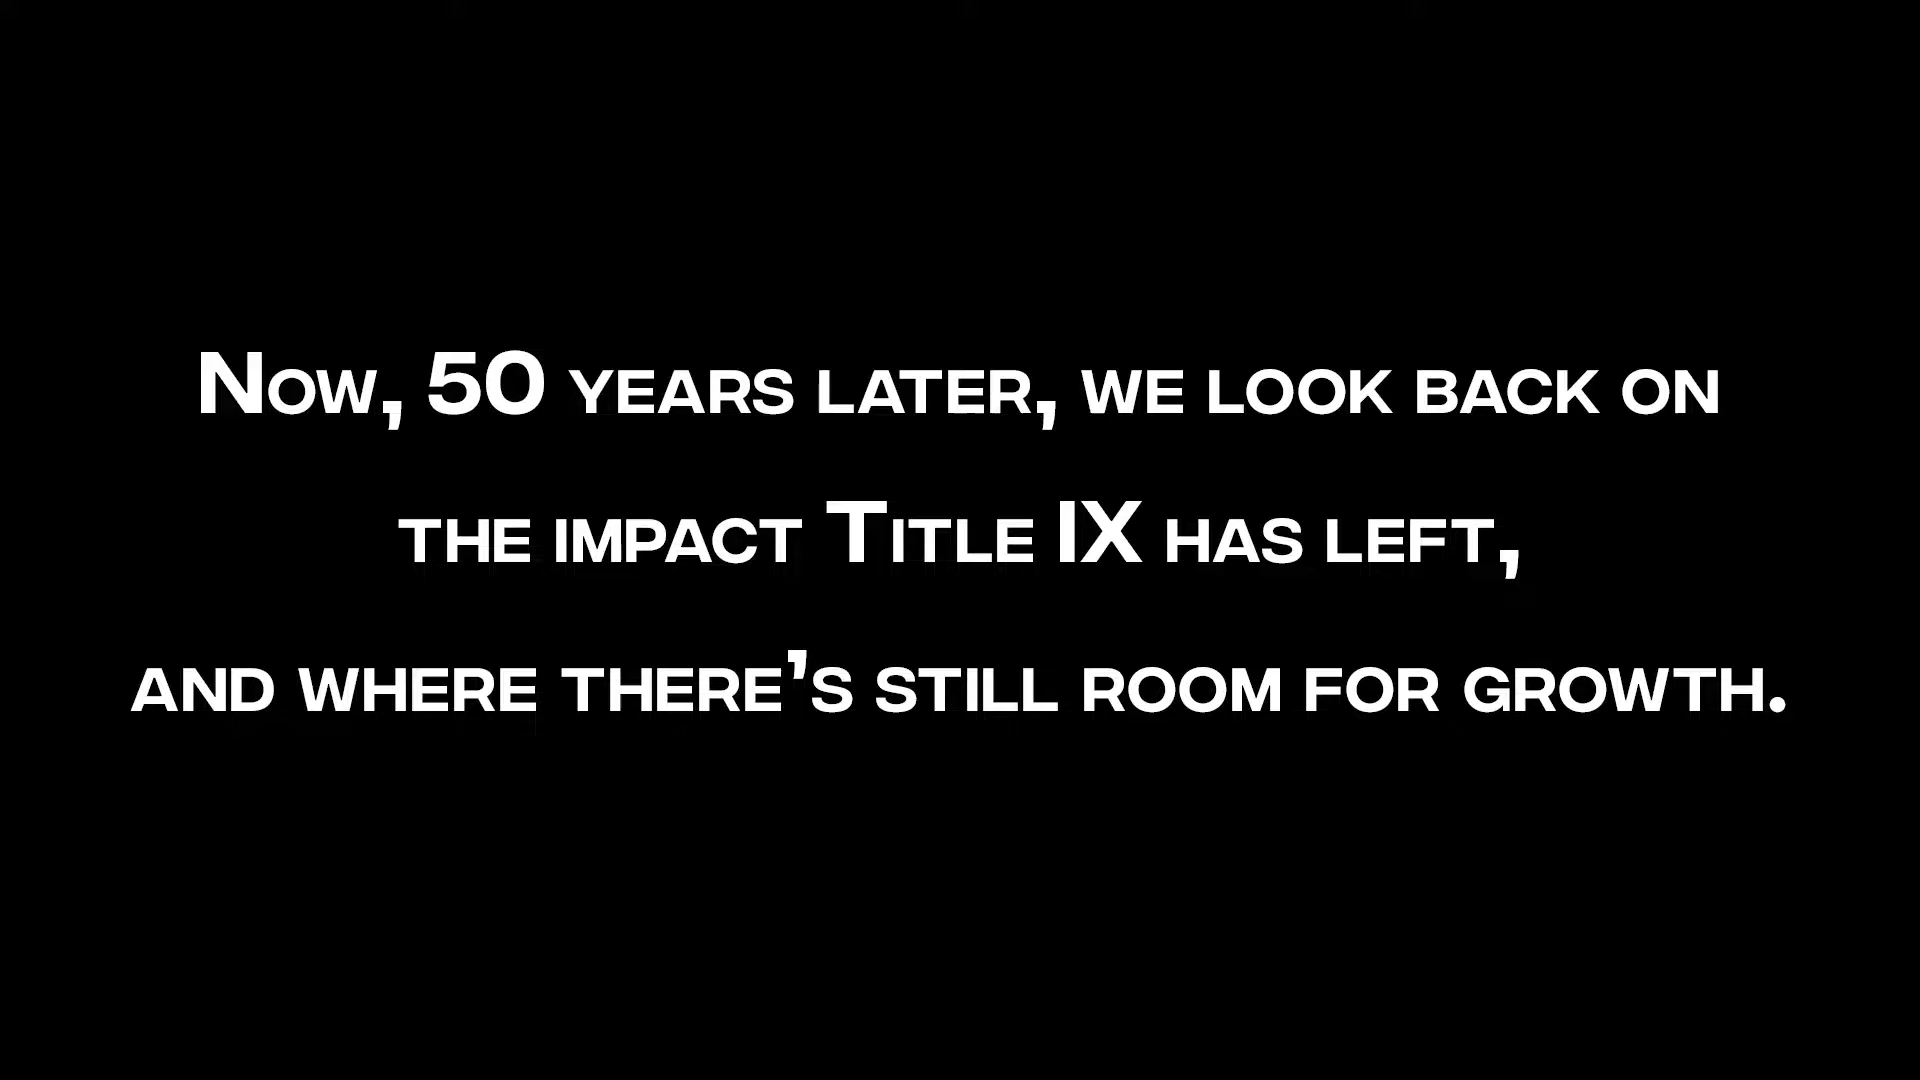 Now, 50 years later, we look back on
the impact Title IX has left,
and where there's still room for growth.